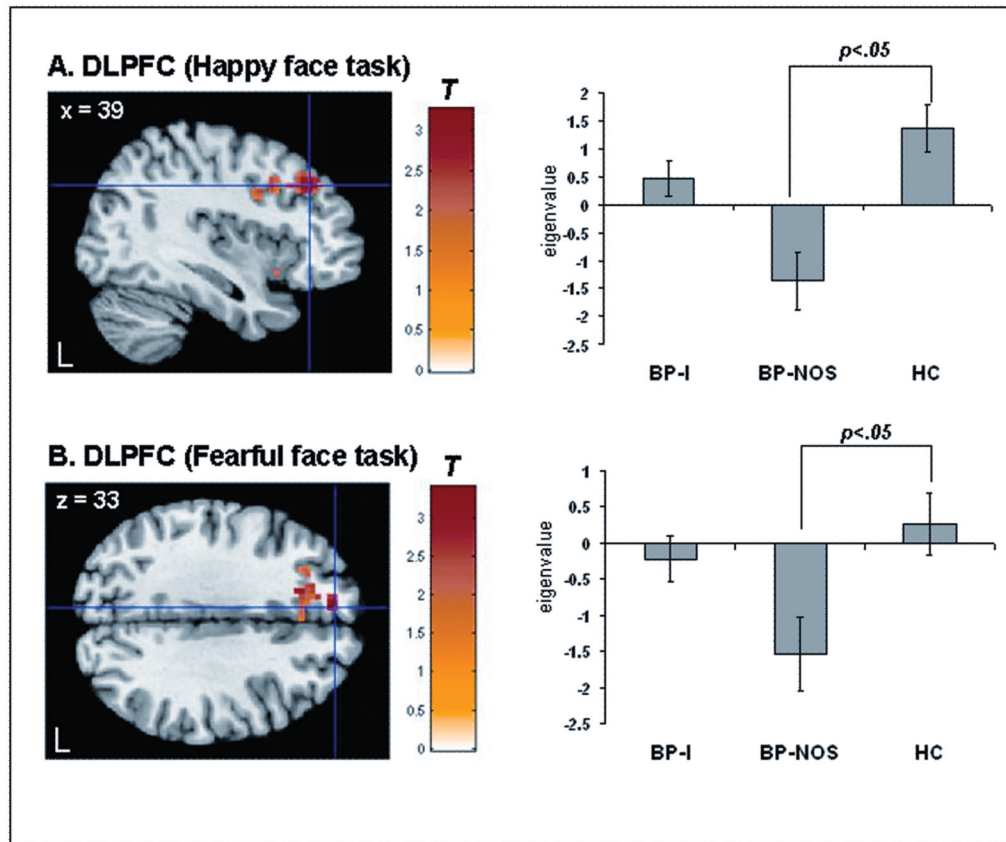 A. DLPFC (Happy face task)
x = 39
L
T
3
2.5
2
1.5
1
0.5
0
p<.05
eigenvalue
2
1.5
1
0.5
0
-0.5
-1
-1.5
-2
-2.5
BP-I BP-NOS HC
B. DLPFC (Fearful face task)
z = 33
L
T
3
2.5
2
1.5
1
0.5
0
p<.05
eigenvalue
1
0.5
0
-0.5
-1
-1.5
-2
-2.5
BP-I BP-NOS HC